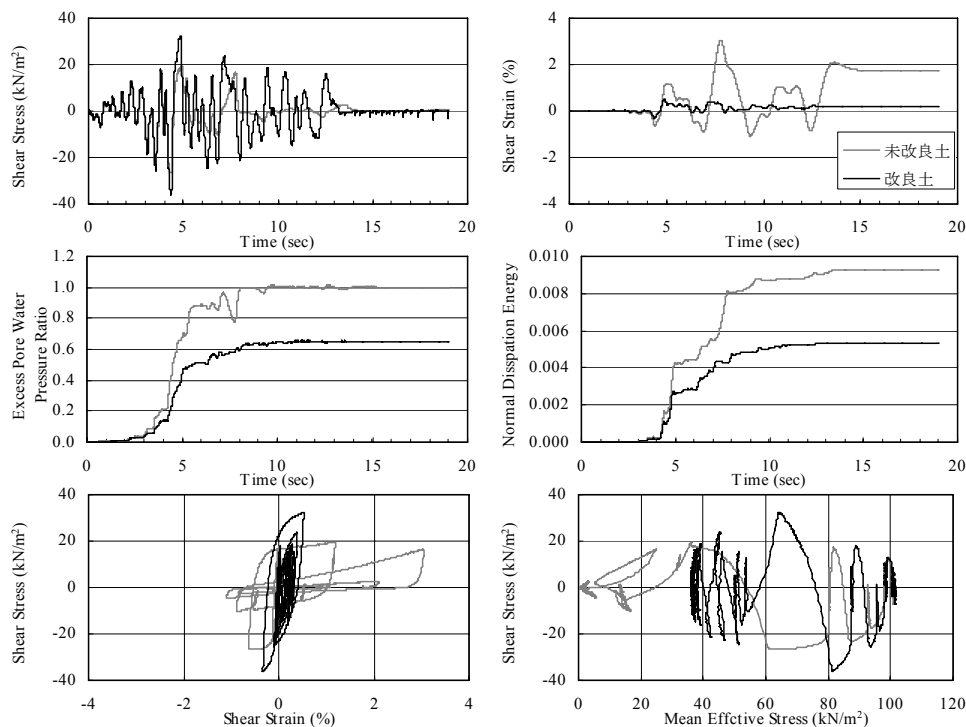 40
20
0
-20
-40
Shear Stress (kN/m²)
0 5 10 15 20
Time (sec)
4
2
0
-2
-4
Shear Strain (%)
未改良土
改良土
0 5 10 15 20
Time (sec)
1.2
1.0
0.8
0.6
0.4
0.2
0.0
Excess Pore Water
Pressure Ratio
0 5 10 15 20
Time (sec)
0.010
0.008
0.006
0.004
0.002
0.000
Normal Disspation Energy
0 5 10 15 20
Time (sec)
40
20
0
-20
-40
Shear Stress (kN/m²)
-4 -2 0 2 4
Shear Strain (%)
40
20
0
-20
-40
Shear Stress (kN/m²)
0 20 40 60 80 100 120
Mean Effctive Stress (kN/m²)